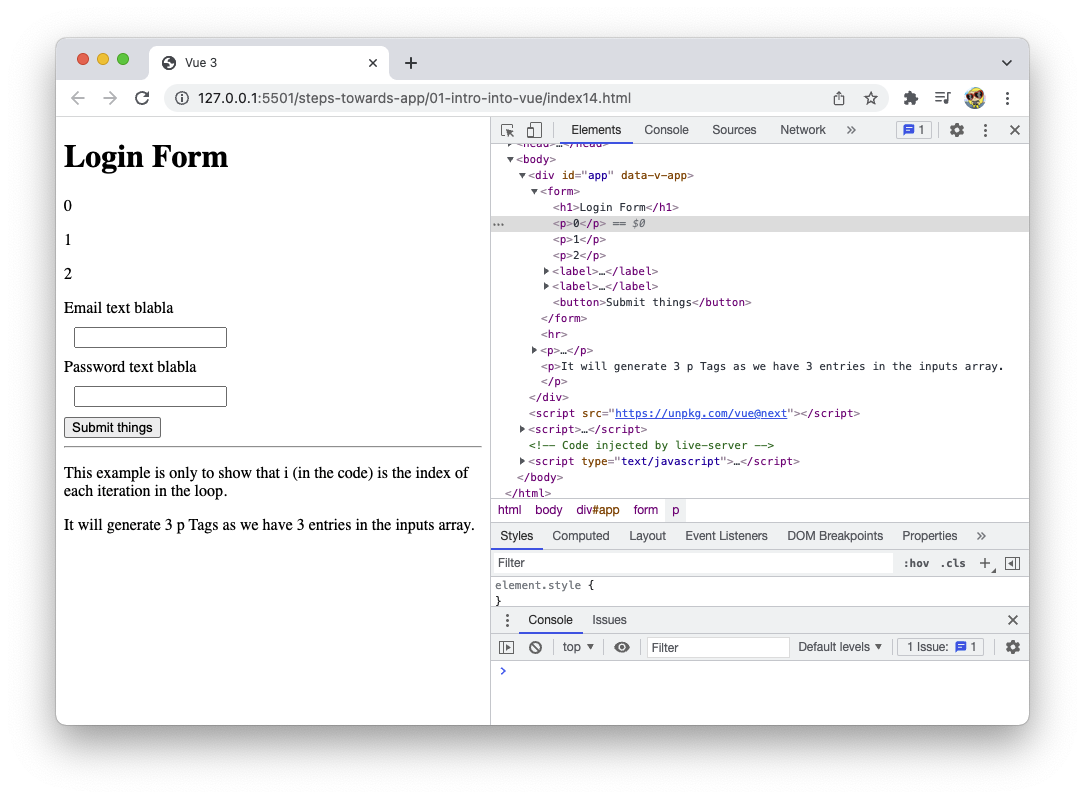 Vue 3
127.0.0.1:5501/steps-towards-app/01-intro-into-vue/index14.html
Login Form
0
1
2
Email text blabla
Password text blabla
Submit things
This example is only to show that i (in the code) is the index of
each iteration in the loop.
It will generate 3 p Tags as we have 3 entries in the inputs array.
Elements Console Sources Network » 1
<head>…</head>
<body>
<div id="app" data-v-app>
<form>
<h1>Login Form</h1>
… <p>0</p> == $0
<p>1</p>
<p>2</p>
<label>…</label>
<label>…</label>
<button>Submit things</button>
</form>
<hr>
<p>…</p>
<p>It will generate 3 p Tags as we have 3 entries in the inputs array.
</p>
</div>
<script src="https://unpkg.com/vue@next"></script>
<script>…</script>
<!-- Code injected by live-server -->
<script type="text/javascript">…</script>
</body>
</html>
html body div#app form p
Styles Computed Layout Event Listeners DOM Breakpoints Properties »
Filter :hov .cls +
element.style {
}
Console Issues
top ▼ Filter Default levels ▼ 1 Issue: 1
>